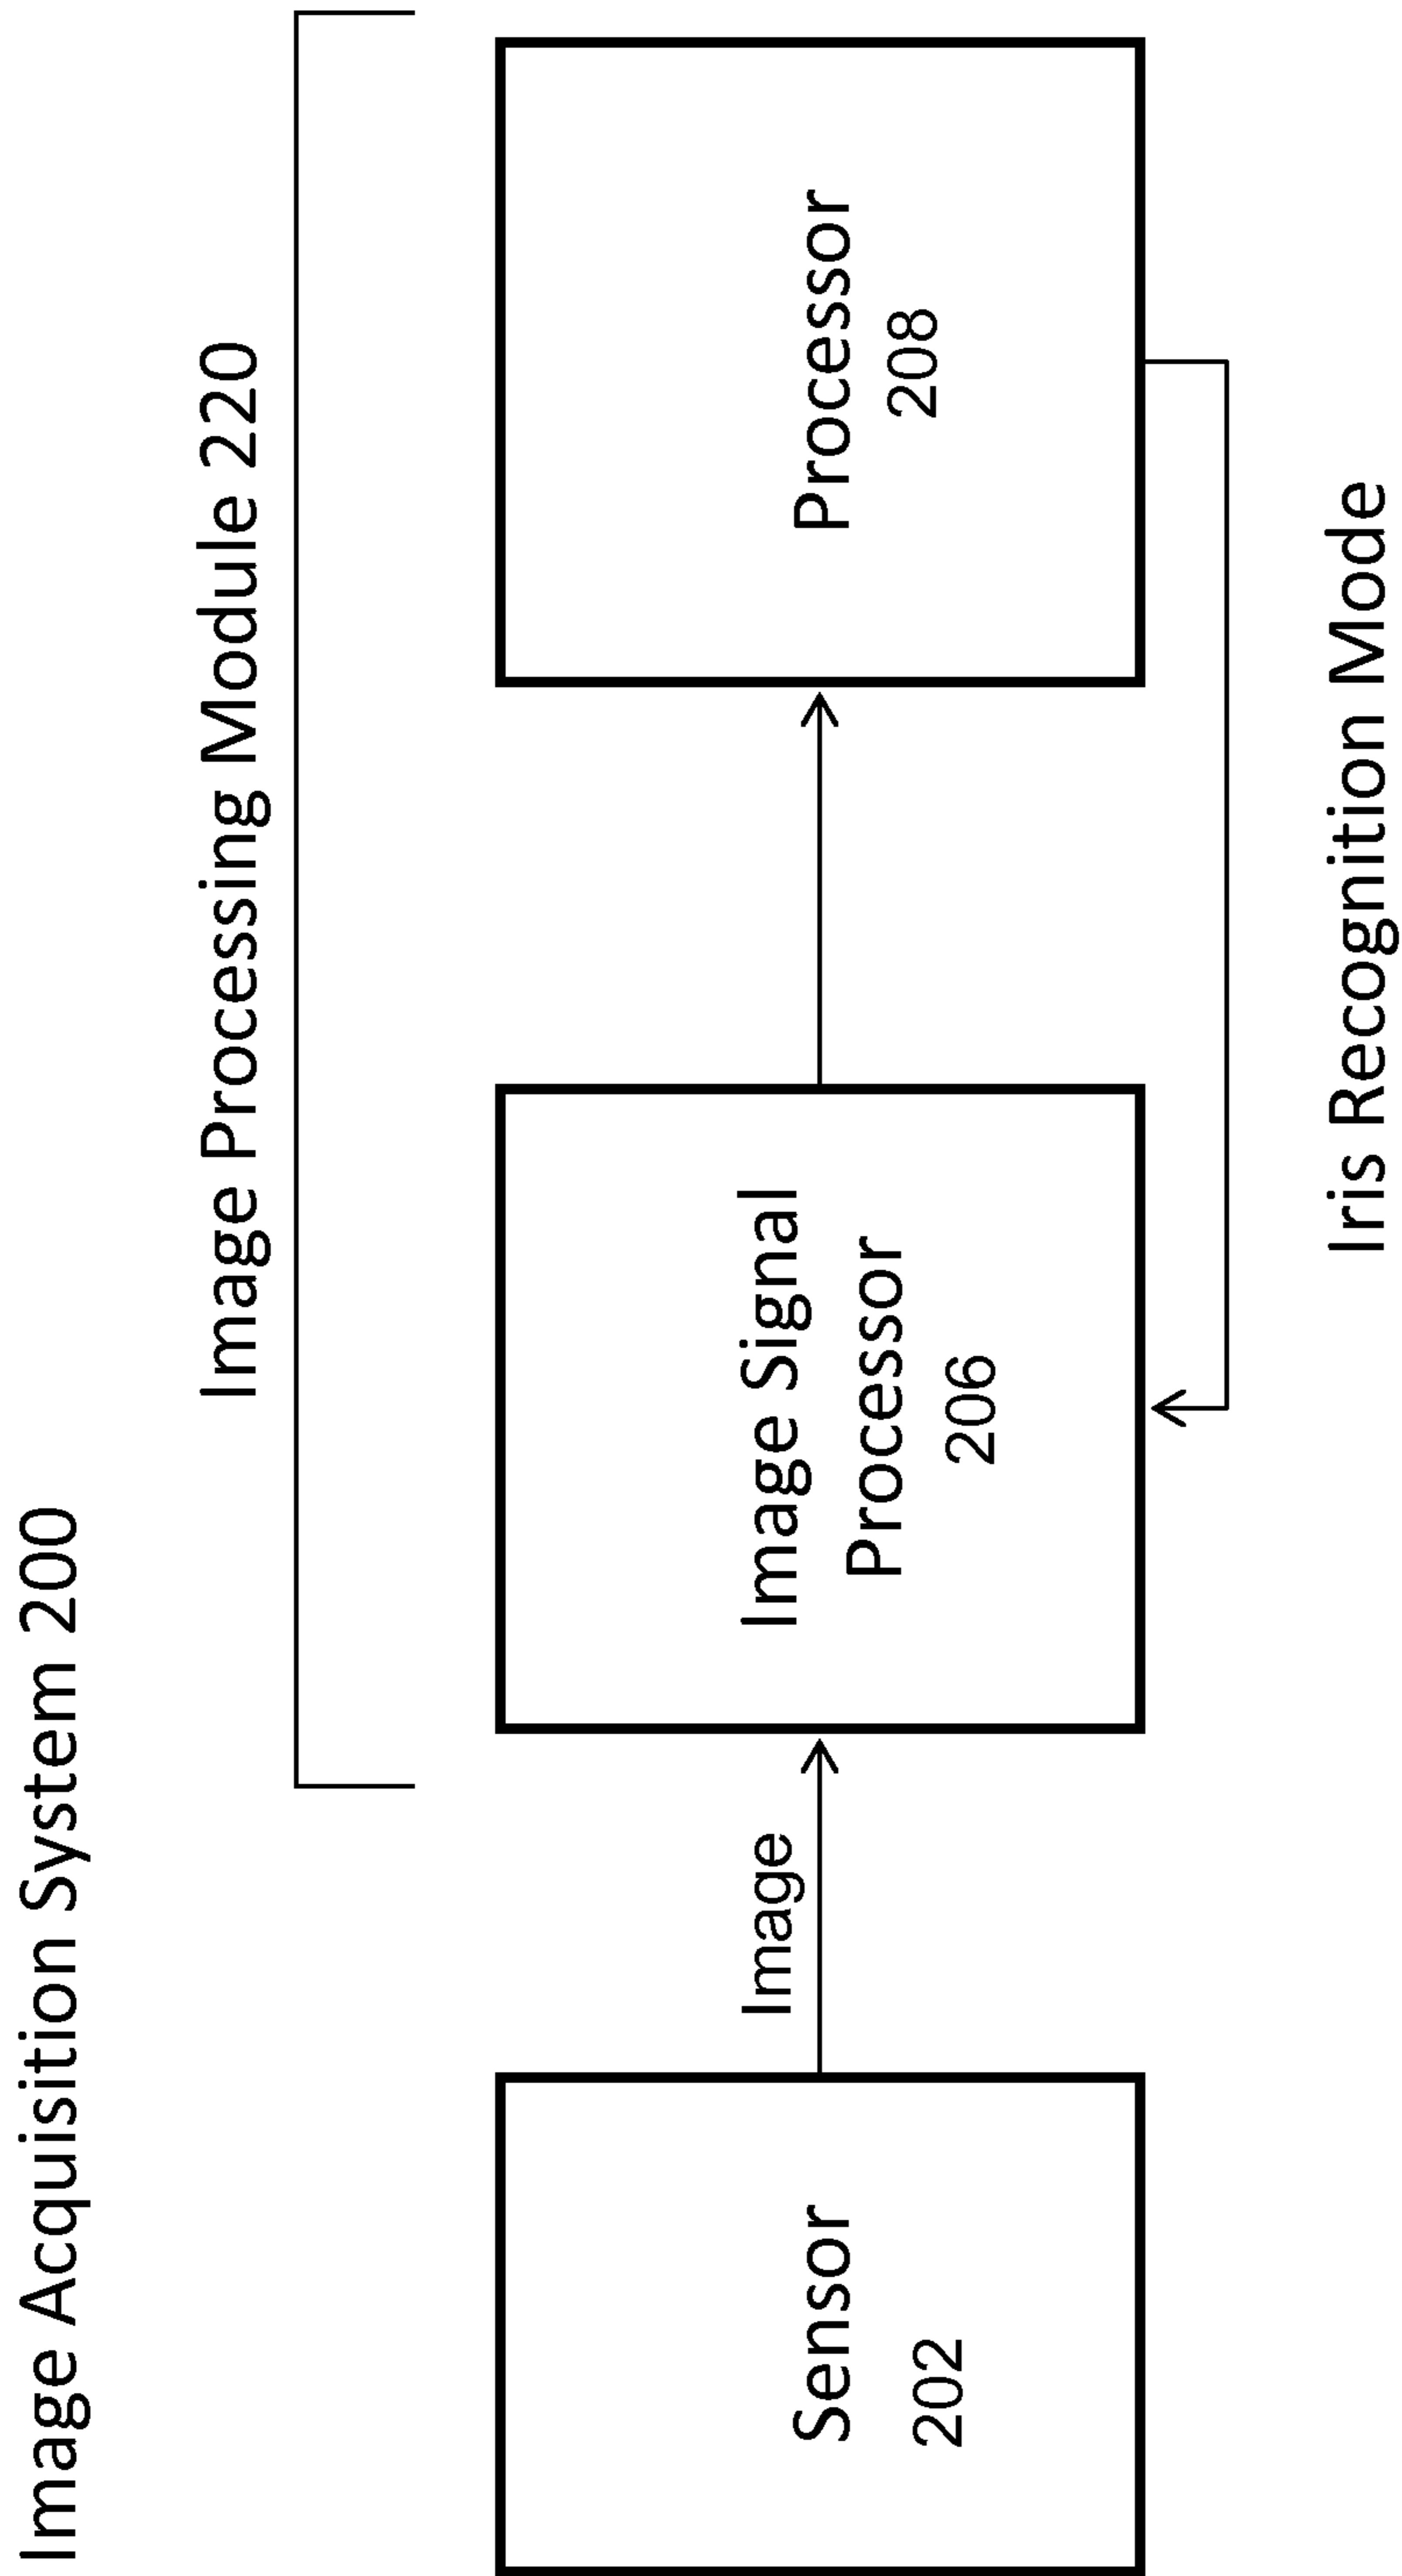 Image Acquisition System 200
Image Processing Module 220
Sensor
202
Image
Image Signal
Processor
206
Processor
208
Iris Recognition Mode